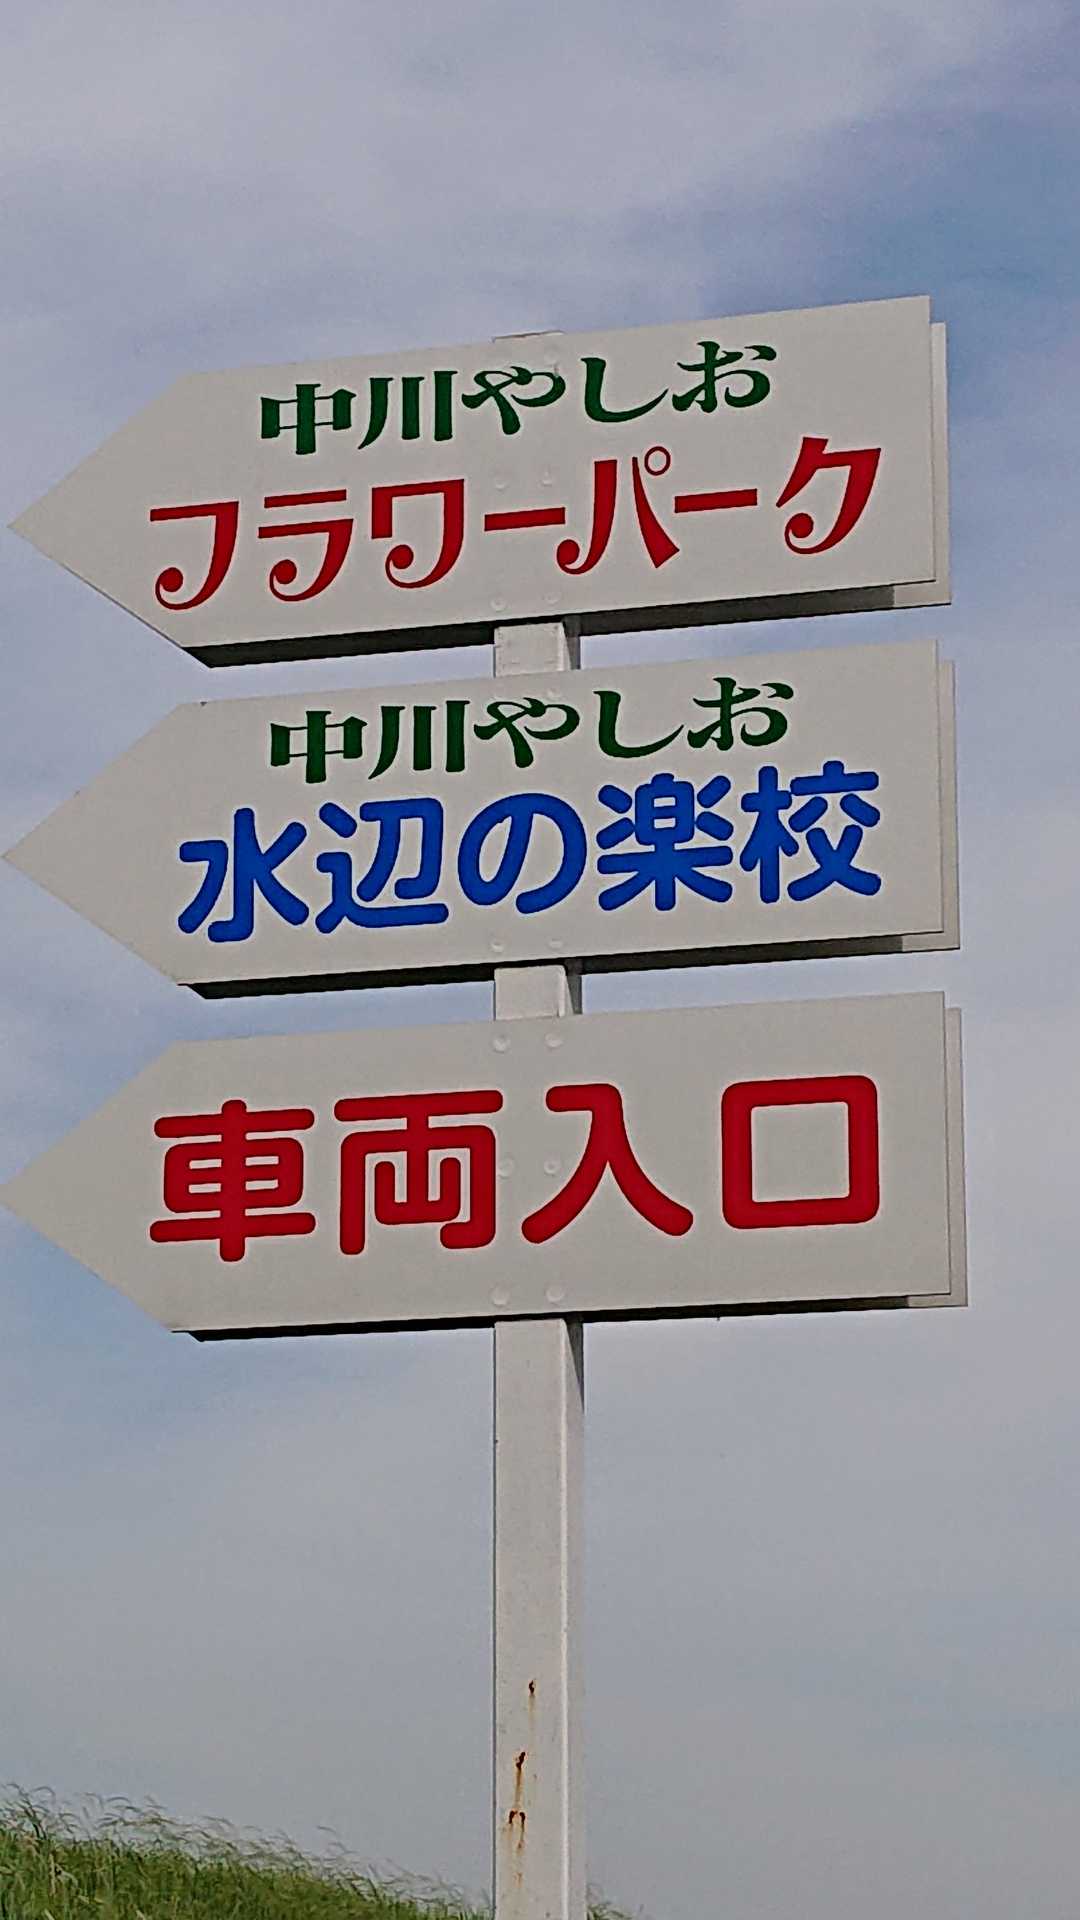 中川やしお
フラワーパーク
中川やしお
水辺の楽校
車両入口